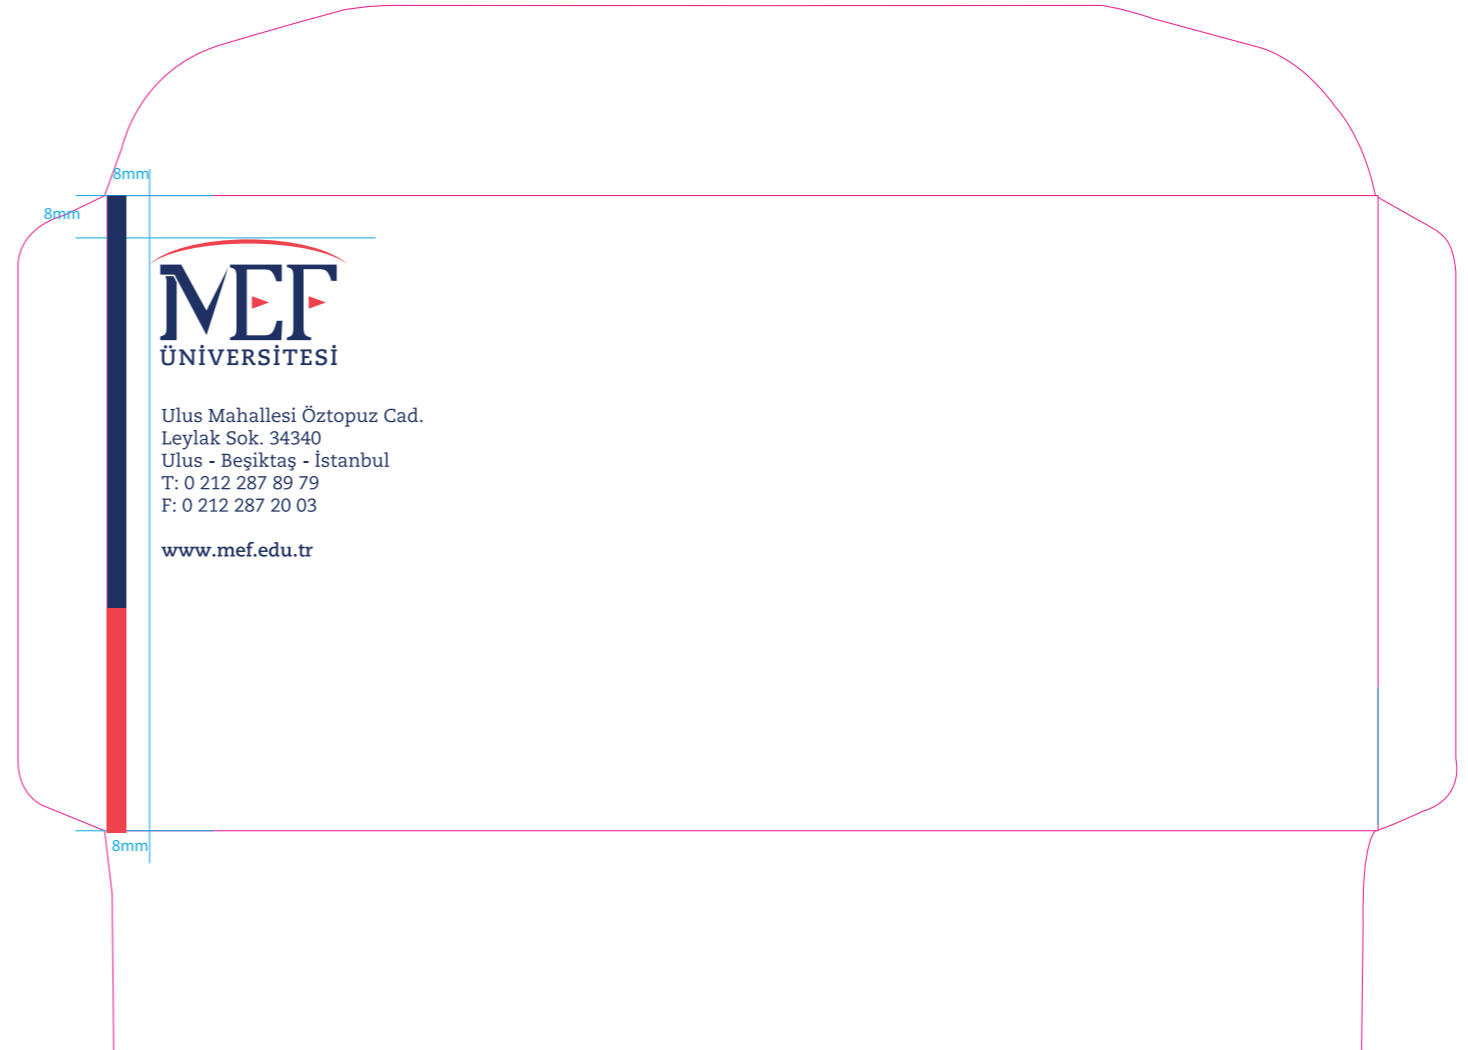 8mm
8mm
MEF
ÜNİVERSİTESİ
Ulus Mahallesi Öztopuz Cad.
Leylak Sok. 34340
Ulus - Beşiktaş - İstanbul
T: 0 212 287 89 79
F: 0 212 287 20 03
www.mef.edu.tr
8mm